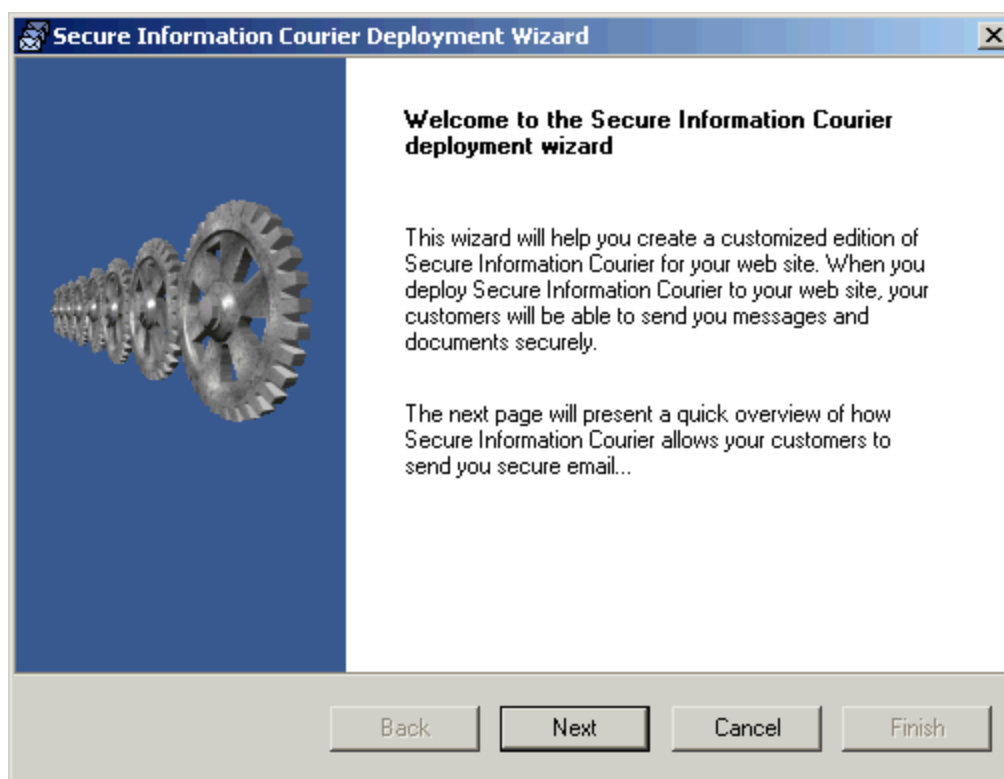 Secure Information Courier Deployment Wizard
Welcome to the Secure Information Courier
deployment wizard
This wizard will help you create a customized edition of
Secure Information Courier for your web site. When you
deploy Secure Information Courier to your web site, your
customers will be able to send you messages and
documents securely.
The next page will present a quick overview of how
Secure Information Courier allows your customers to
send you secure email...
Back Next Cancel Finish